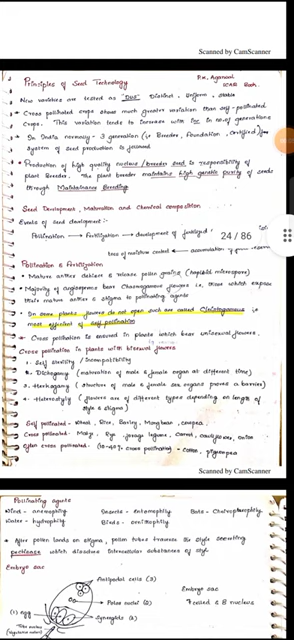 Scanned by CamScanner
Principles of Seed Technology
P.K. Agarwal
ICAR Book
New varieties are tested as "DUS" Distinct, Uniform, Stable
Cross pollinated crops show much greater variation than self-pollinated
crops. This variation tends to increase with inc in no. of generations
In India normally - 3 generation (i.e Breeder, Foundation, Certified)
system of seed production is followed
Production of high quality nucleus/breeder seed is responsibility of
Plant Breeder. The plant breeder maintains high genetic purity of seeds
through Maintenance Breeding
Seed Development, Maturation and Chemical composition
Events of seed development:-
Pollination → Fertilization → development of fertilized
24 / 86
loss of moisture content ← accumulation
Pollination & Fertilization
Mature anther dehisce & release pollen grains (haploid microspore)
Majority of angiosperms bear Chasmogamous flowers i.e, those which expose
their mature anther & stigma to pollinating agents
In some plants flowers do not open such are called Cleistogamous i.e
most efficient of self pollination
Cross pollination is ensured in plants which bear unisexual flowers.
Cross pollination in plants with bisexual flowers
1. Self sterility / Incompatibility
2. Dichogamy (maturation of male & female organ at different time)
3. Herkogamy (structure of male & female sex organs proves a barrier)
4. Heterostyly (flowers are of different types depending on length of
style & stigma)
Self pollinated - Wheat, Rice, Barley, Mungbean, cowpea
Cross pollinated - Maize, Rye, forage legumes, Carrot, cauliflower, onion
Often cross pollinated - (10-40% cross pollination) - Cotton, pigeonpea
Scanned by CamScanner
Pollinating agents
Wind - anemophily Insects - entomophily Bats - Chiropterophily
Water - hydrophily Birds - ornithophily
After pollen lands on stigma, pollen tubes traverse the style secreting
pectinase which dissolves intercellular substances of style
Embryo sac
Antipodal cells (3)
Embryo sac
Polar nuclei (2)
7 celled & 8 nucleus
(1) egg
Synergids (2)